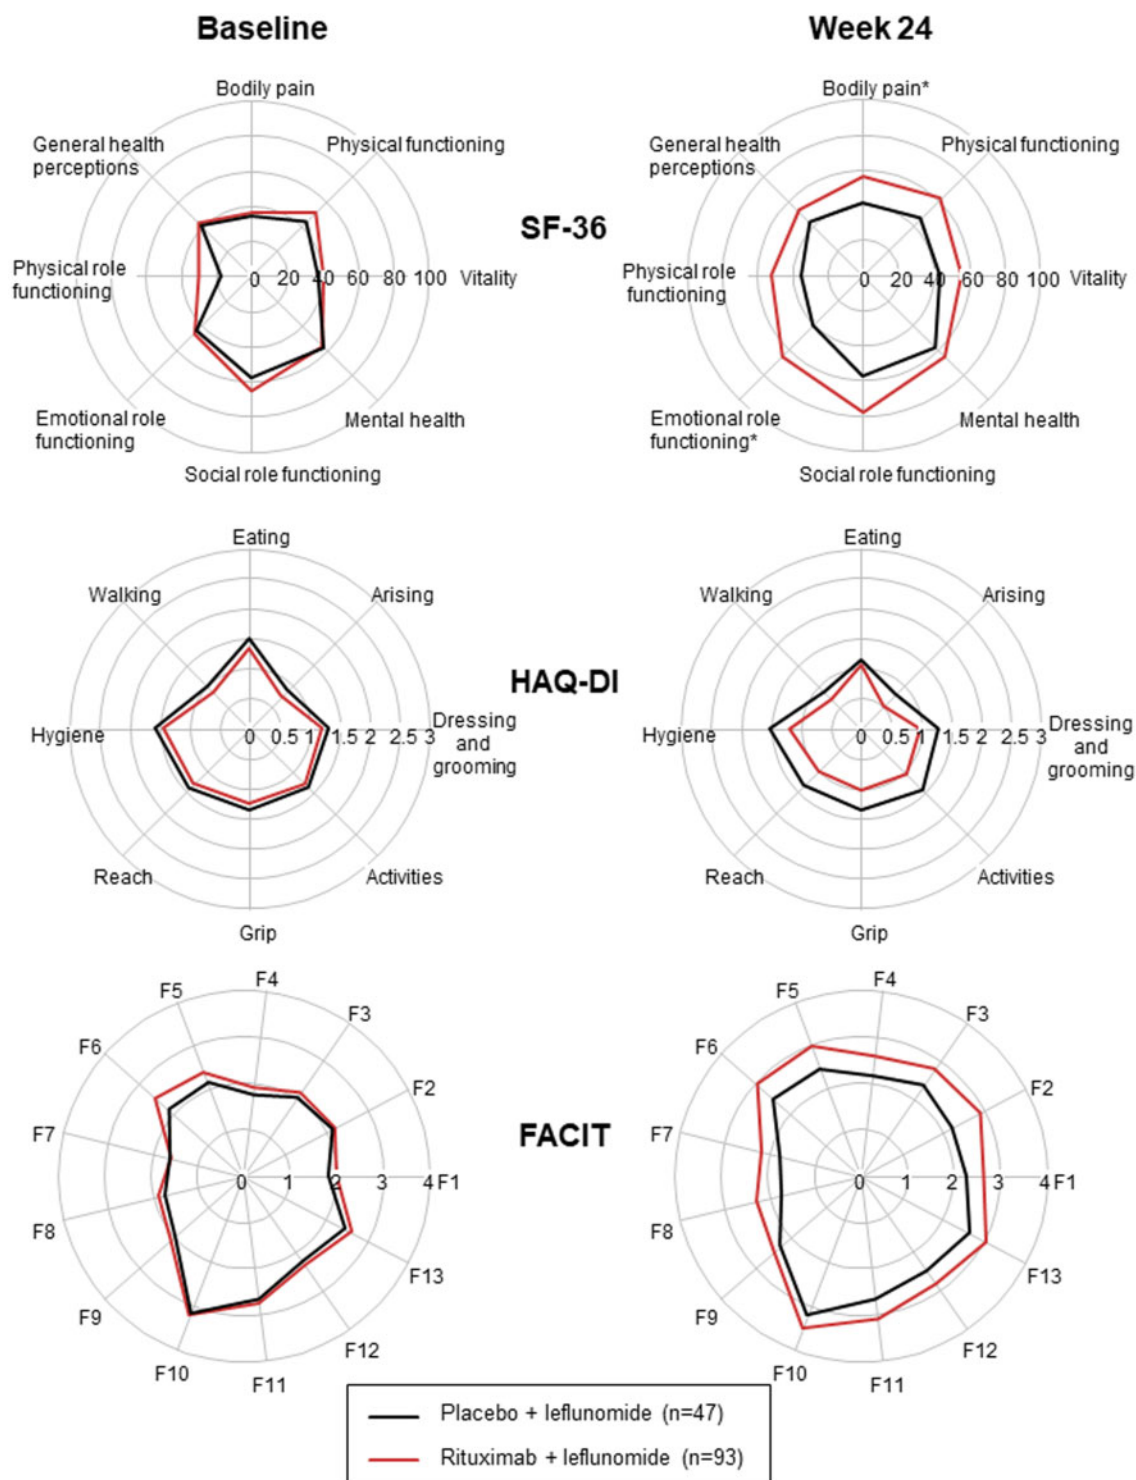 Baseline
Week 24
SF-36
Bodily pain
General health
perceptions
Physical functioning
Physical role
functioning
0 20 40 60 80 100
Vitality
Emotional role
functioning
Mental health
Social role functioning
Bodily pain*
General health
perceptions
Physical functioning
Physical role
functioning
0 20 40 60 80 100
Vitality
Emotional role
functioning*
Mental health
Social role functioning
HAQ-DI
Eating
Walking
Arising
Hygiene
0 0.5 1 1.5 2 2.5 3
Dressing
and
grooming
Reach
Activities
Grip
Eating
Walking
Arising
Hygiene
0 0.5 1 1.5 2 2.5 3
Dressing
and
grooming
Reach
Activities
Grip
FACIT
F4
F5
F3
F6
F2
F7
0 1 2 3 4
F1
F8
F13
F9
F12
F10
F11
F4
F5
F3
F6
F2
F7
0 1 2 3 4
F1
F8
F13
F9
F12
F10
F11
Placebo + leflunomide (n=47)
Rituximab + leflunomide (n=93)